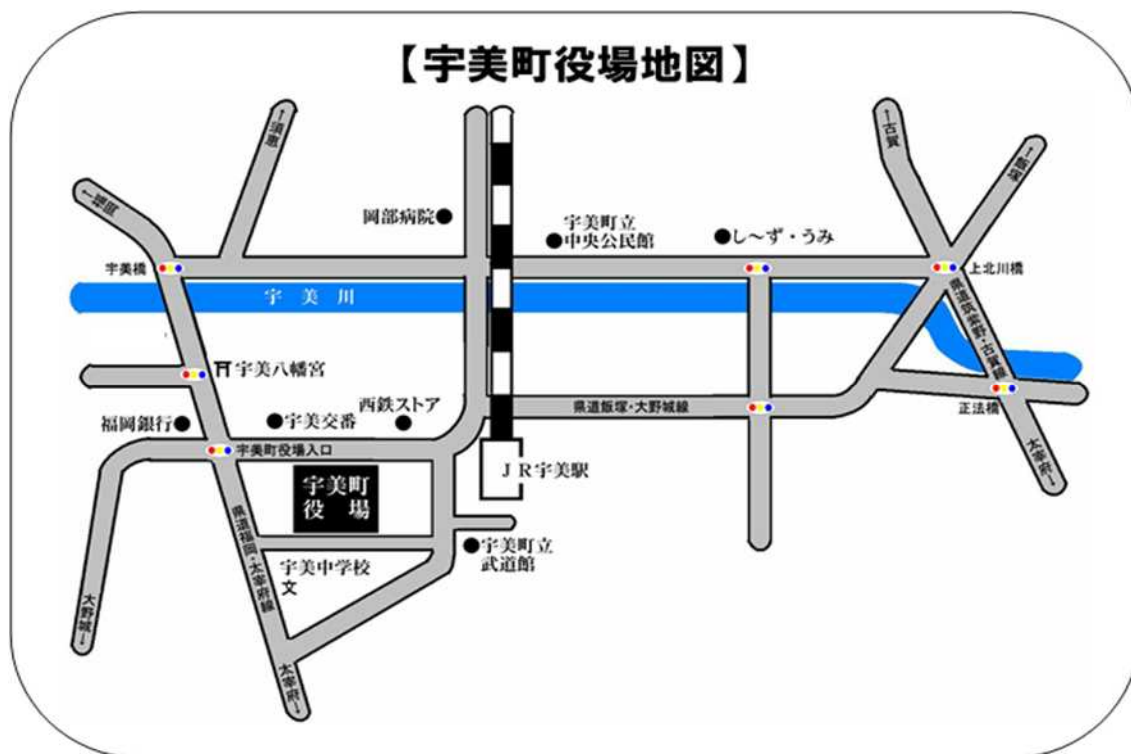 【宇美町役場地図】
←須恵
←古賀
←飯塚
←福岡
岡部病院
宇美町立
中央公民館
し〜ず・うみ
宇美橋
上北川橋
宇美川
県道筑紫野・古賀線
宇美八幡宮
西鉄ストア
県道飯塚・大野城線
正法橋
福岡銀行
宇美交番
宇美町役場入口
JR宇美駅
太宰府→
宇美町
役場
県道福岡・太宰府線
宇美町立
武道館
宇美中学校
文
大野城→
太宰府→